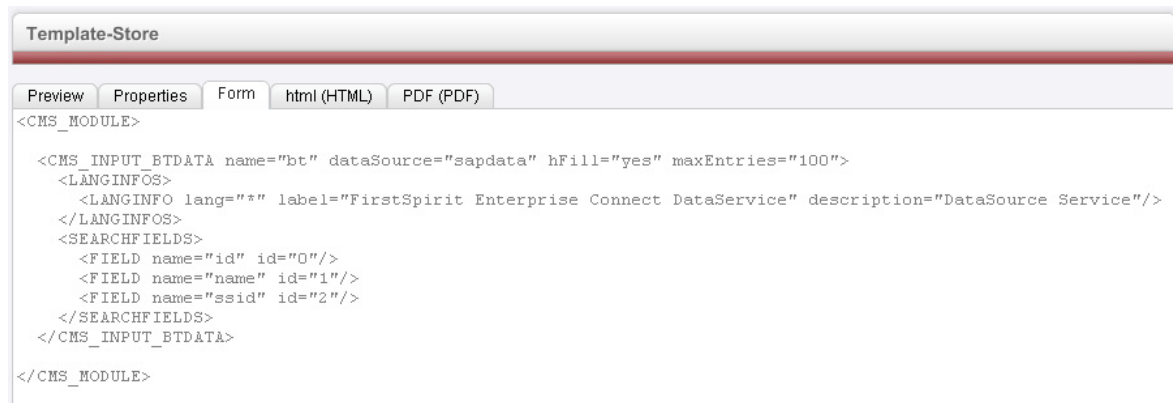 Template-Store
Preview Properties Form html (HTML) PDF (PDF)
<CMS_MODULE>
<CMS_INPUT_BTDATA name="bt" dataSource="sapdata" hFill="yes" maxEntries="100">
<LANGINFOS>
<LANGINFO lang="*" label="FirstSpirit Enterprise Connect DataService" description="DataSource Service"/>
</LANGINFOS>
<SEARCHFIELDS>
<FIELD name="id" id="0"/>
<FIELD name="name" id="1"/>
<FIELD name="ssid" id="2"/>
</SEARCHFIELDS>
</CMS_INPUT_BTDATA>
</CMS_MODULE>